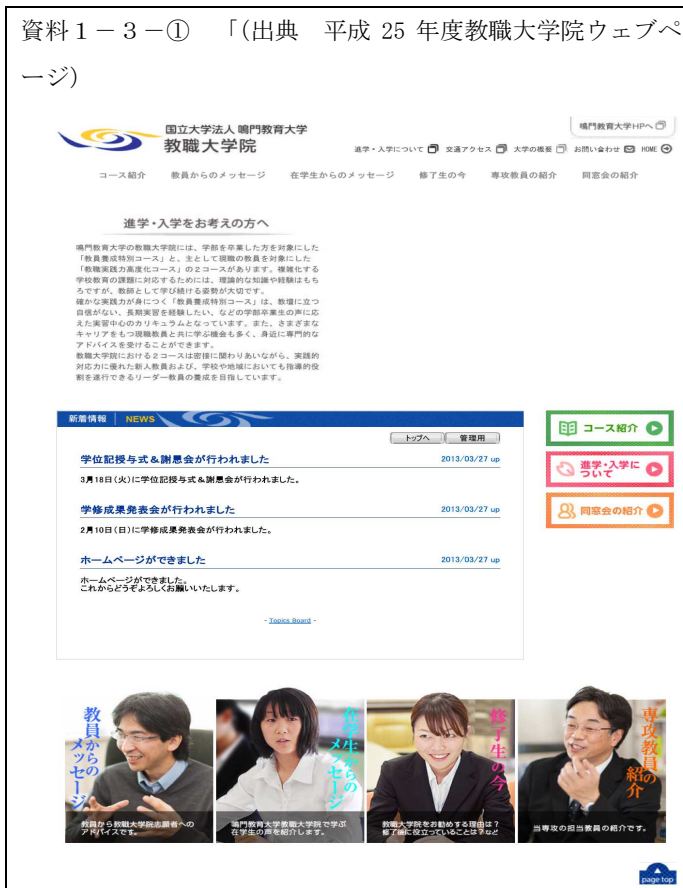 資料１－３－① 「(出典 平成 25 年度教職大学院ウェブペ
ージ)
国立大学法人 鳴門教育大学
教職大学院
鳴門教育大学HPへ
進学・入学について 交通アクセス 大学の概要 お問い合わせ HOME
コース紹介 教員からのメッセージ 在学生からのメッセージ 修了生の今 専攻教員の紹介 同窓会の紹介
進学・入学をお考えの方へ
鳴門教育大学の教職大学院には、学部を卒業した方を対象にした
「教員養成特別コース」と、主として現職の教員を対象にした
「教職実践力高度化コース」の２コースがあります。複雑化する
学校教育の課題に対応するためには、理論的な知識や経験はもち
ろですが、教師として学び続ける姿勢が大切です。
確かな実践力が身につく「教員養成特別コース」は、教壇に立つ
自信がない、長期実習を経験したい、などの学部卒業生の声に応
えた実習中心のカリキュラムとなっています。また、さまざまな
キャリアをもつ現職教員と共に学ぶ機会も多く、身近に専門的な
アドバイスを受けることができます。
教職大学院における２コースは密接に関わりあいながら、実践的
対応力に優れた新人教員および、学校や地域においても指導的役
割を遂行できるリーダー教員の養成を目指しています。
新着情報 NEWS
トップへ 管理用
学位記授与式＆謝恩会が行われました 2013/03/27 up
3月18日(火)に学位記授与式＆謝恩会が行われました。
学修成果発表会が行われました 2013/03/27 up
2月10日(日)に学修成果発表会が行われました。
ホームページができました 2013/03/27 up
ホームページができました。
これからどうぞよろしくお願いいたします。
- Topics Board -
コース紹介
進学・入学に
ついて
同窓会の紹介
教員からの
メッセージ
教員から教職大学院志願者への
アドバイスです。
在学生からの
メッセージ
鳴門教育大学教職大学院で学ぶ
在学生の声を紹介します。
修了生の今
教職大学院をお勧めする理由は？
修了後に役立っていることは？など
専攻教員の
紹介
当専攻の担当教員の紹介です。
page top